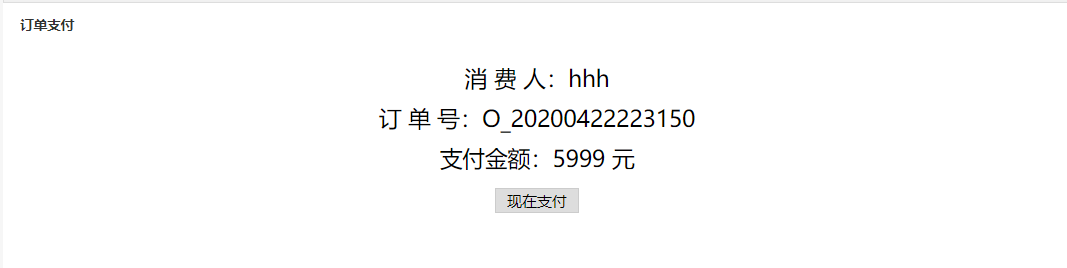 订单支付
消 费 人：hhh
订 单 号：O_20200422223150
支付金额：5999 元
现在支付